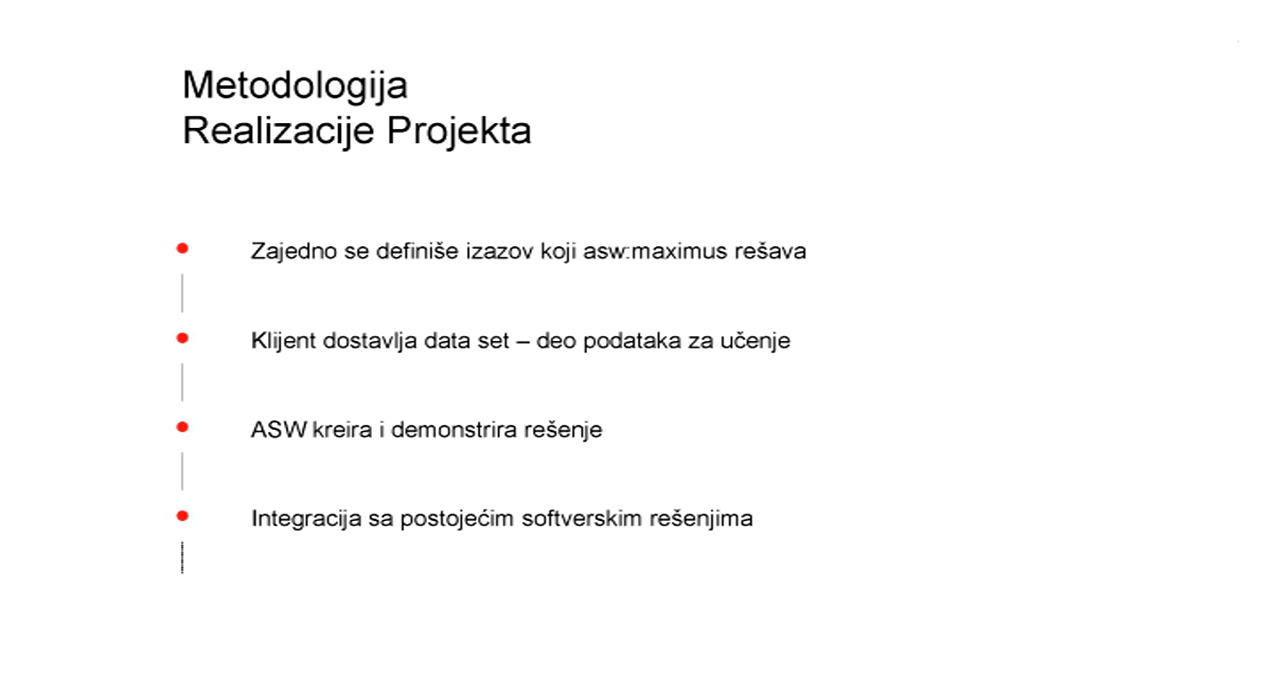 Metodologija
Realizacije Projekta
Zajedno se definiše izazov koji asw:maximus rešava
Klijent dostavlja data set – deo podataka za učenje
ASW kreira i demonstrira rešenje
Integracija sa postojećim softverskim rešenjima